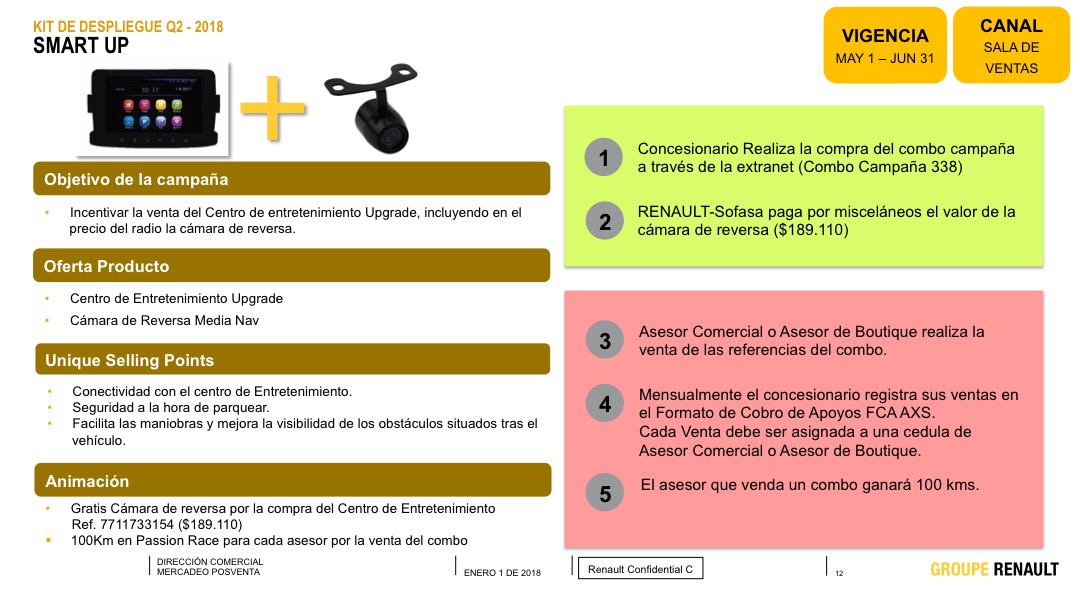 KIT DE DESPLIEGUE Q2 - 2018
SMART UP
VIGENCIA
MAY 1 – JUN 31
CANAL
SALA DE
VENTAS
10:17
Objetivo de la campaña
• Incentivar la venta del Centro de entretenimiento Upgrade, incluyendo en el
precio del radio la cámara de reversa.
Oferta Producto
• Centro de Entretenimiento Upgrade
• Cámara de Reversa Media Nav
Unique Selling Points
• Conectividad con el centro de Entretenimiento.
• Seguridad a la hora de parquear.
• Facilita las maniobras y mejora la visibilidad de los obstáculos situados tras el
vehículo.
Animación
• Gratis Cámara de reversa por la compra del Centro de Entretenimiento
Ref. 7711733154 ($189.110)
▪ 100Km en Passion Race para cada asesor por la venta del combo
1 Concesionario Realiza la compra del combo campaña
a través de la extranet (Combo Campaña 338)
2 RENAULT-Sofasa paga por misceláneos el valor de la
cámara de reversa ($189.110)
3 Asesor Comercial o Asesor de Boutique realiza la
venta de las referencias del combo.
4 Mensualmente el concesionario registra sus ventas en
el Formato de Cobro de Apoyos FCA AXS.
Cada Venta debe ser asignada a una cedula de
Asesor Comercial o Asesor de Boutique.
5 El asesor que venda un combo ganará 100 kms.
DIRECCIÓN COMERCIAL
MERCADEO POSVENTA
ENERO 1 DE 2018
Renault Confidential C
12
GROUPE RENAULT